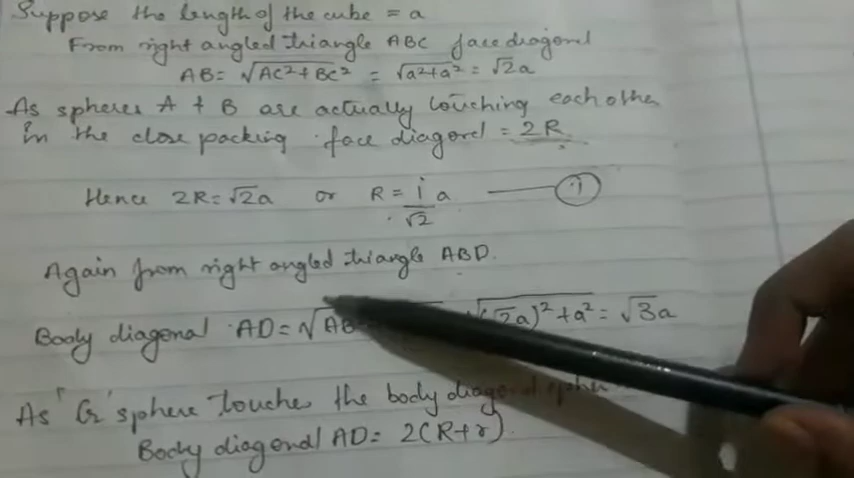 Suppose the length of the cube = a
From right angled triangle ABC face diagonal
AB = √AC² + BC² = √a² + a² = √2a
As spheres A & B are actually touching each other
in the close packing face diagonal = 2R
Hence 2R = √2a or R = 1/√2 a — ①
Again from right angled triangle ABD.
Body diagonal AD = √AB √(√2a)² + a² = √3a
As sphere touches the body diagonal
Body diagonal AD = 2(R+r).